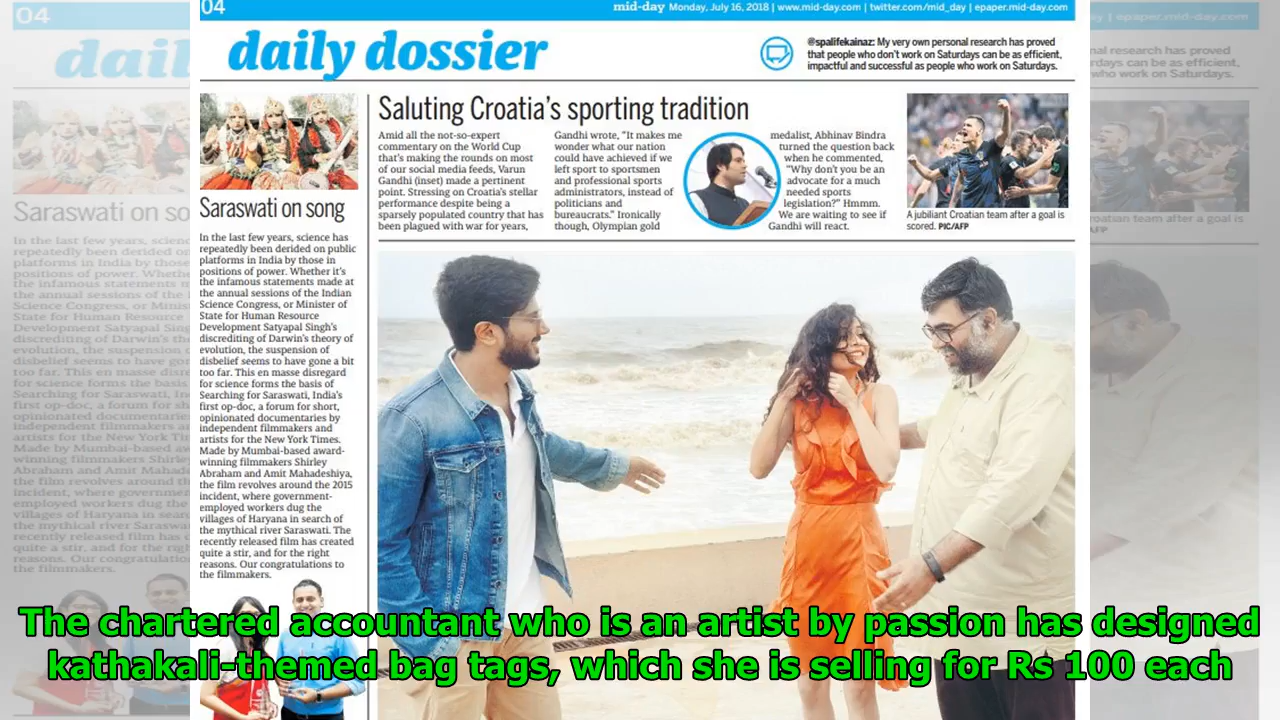 04
mid-day Monday, July 16, 2018 | www.mid-day.com | twitter.com/mid_day | epaper.mid-day.com
daily dossier
@spalifekainaz: My very own personal research has proved
that people who don't work on Saturdays can be as efficient,
impactful and successful as people who work on Saturdays.
Saraswati on song
In the last few years, science has
repeatedly been derided on public
platforms in India by those in
positions of power. Whether it's
the infamous statements made at
the annual sessions of the Indian
Science Congress, or Minister of
State for Human Resource
Development Satyapal Singh's
discrediting of Darwin's theory of
evolution, the suspension of
disbelief seems to have gone a bit
too far. This en masse disregard
for science forms the basis of
Searching for Saraswati, India's
first op-doc, a forum for short,
opinionated documentaries by
independent filmmakers and
artists for the New York Times.
Made by Mumbai-based award-
winning filmmakers Shirley
Abraham and Amit Mahadeshiya,
the film revolves around the 2015
incident, where government-
employed workers dug the
villages of Haryana in search of
the mythical river Saraswati. The
recently released film has created
quite a stir, and for the right
reasons. Our congratulations to
the filmmakers.
Saluting Croatia's sporting tradition
Amid all the not-so-expert
commentary on the World Cup
that's making the rounds on most
of our social media feeds, Varun
Gandhi (inset) made a pertinent
point. Stressing on Croatia's stellar
performance despite being a
sparsely populated country that has
been plagued with war for years,
Gandhi wrote, "It makes me
wonder what our nation
could have achieved if we
left sport to sportsmen
and professional sports
administrators, instead of
politicians and
bureaucrats." Ironically
though, Olympian gold
medalist, Abhinav Bindra
turned the question back
when he commented,
"Why don't you be an
advocate for a much
needed sports
legislation?" Hmmm.
We are waiting to see if
Gandhi will react.
A jubiliant Croatian team after a goal is
scored. PIC/AFP
The chartered accountant who is an artist by passion has designed
kathakali-themed bag tags, which she is selling for Rs 100 each